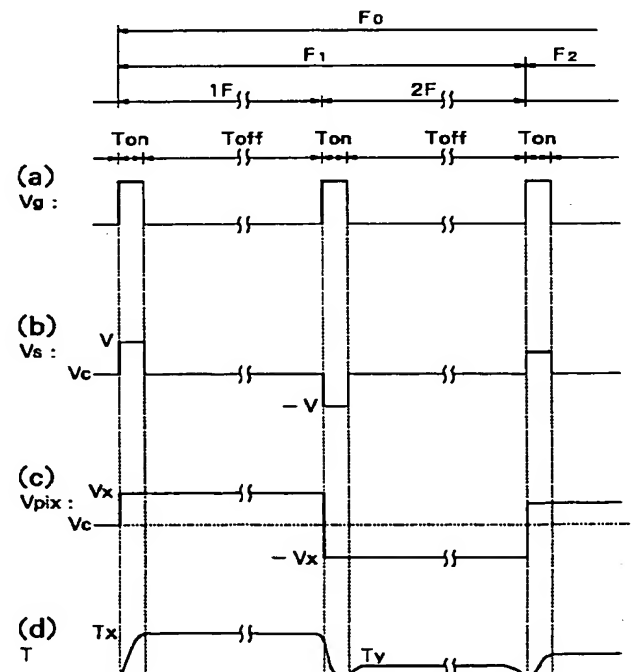 F0
F1 F2
1F 2F
Ton Toff Ton Toff Ton
(a)
Vg :
(b)
Vs :
V
Vc
− V
(c)
Vpix :
Vx
Vc
− Vx
(d)
T
Tx
Ty